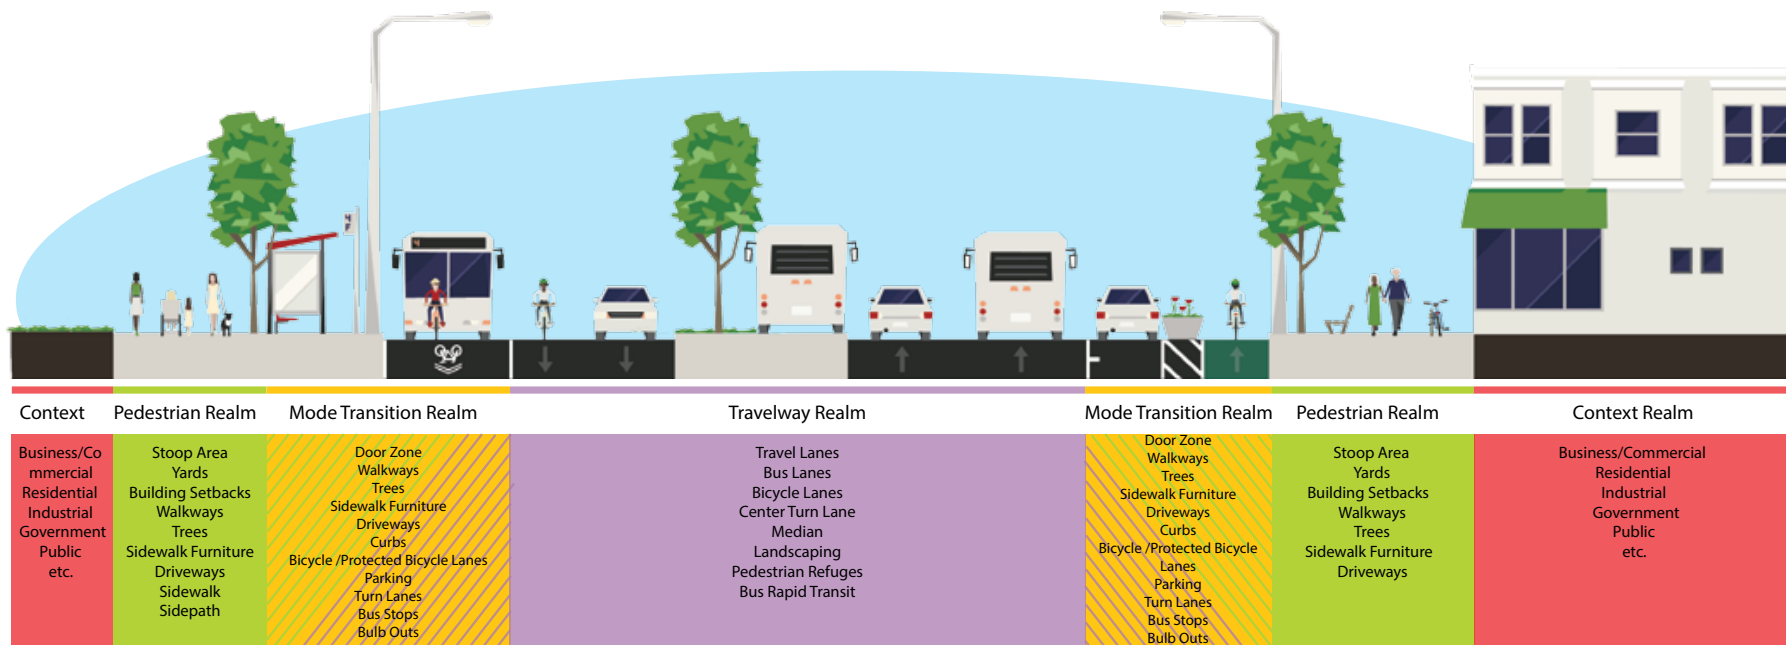 4
4
Context
Pedestrian Realm
Mode Transition Realm
Travelway Realm
Mode Transition Realm
Pedestrian Realm
Context Realm
Business/Co
mmercial
Residential
Industrial
Government
Public
etc.
Stoop Area
Yards
Building Setbacks
Walkways
Trees
Sidewalk Furniture
Driveways
Sidewalk
Sidepath
Door Zone
Walkways
Trees
Sidewalk Furniture
Driveways
Curbs
Bicycle /Protected Bicycle Lanes
Parking
Turn Lanes
Bus Stops
Bulb Outs
Travel Lanes
Bus Lanes
Bicycle Lanes
Center Turn Lane
Median
Landscaping
Pedestrian Refuges
Bus Rapid Transit
Door Zone
Walkways
Trees
Sidewalk Furniture
Driveways
Curbs
Bicycle /Protected Bicycle
Lanes
Parking
Turn Lanes
Bus Stops
Bulb Outs
Stoop Area
Yards
Building Setbacks
Walkways
Trees
Sidewalk Furniture
Driveways
Business/Commercial
Residential
Industrial
Government
Public
etc.